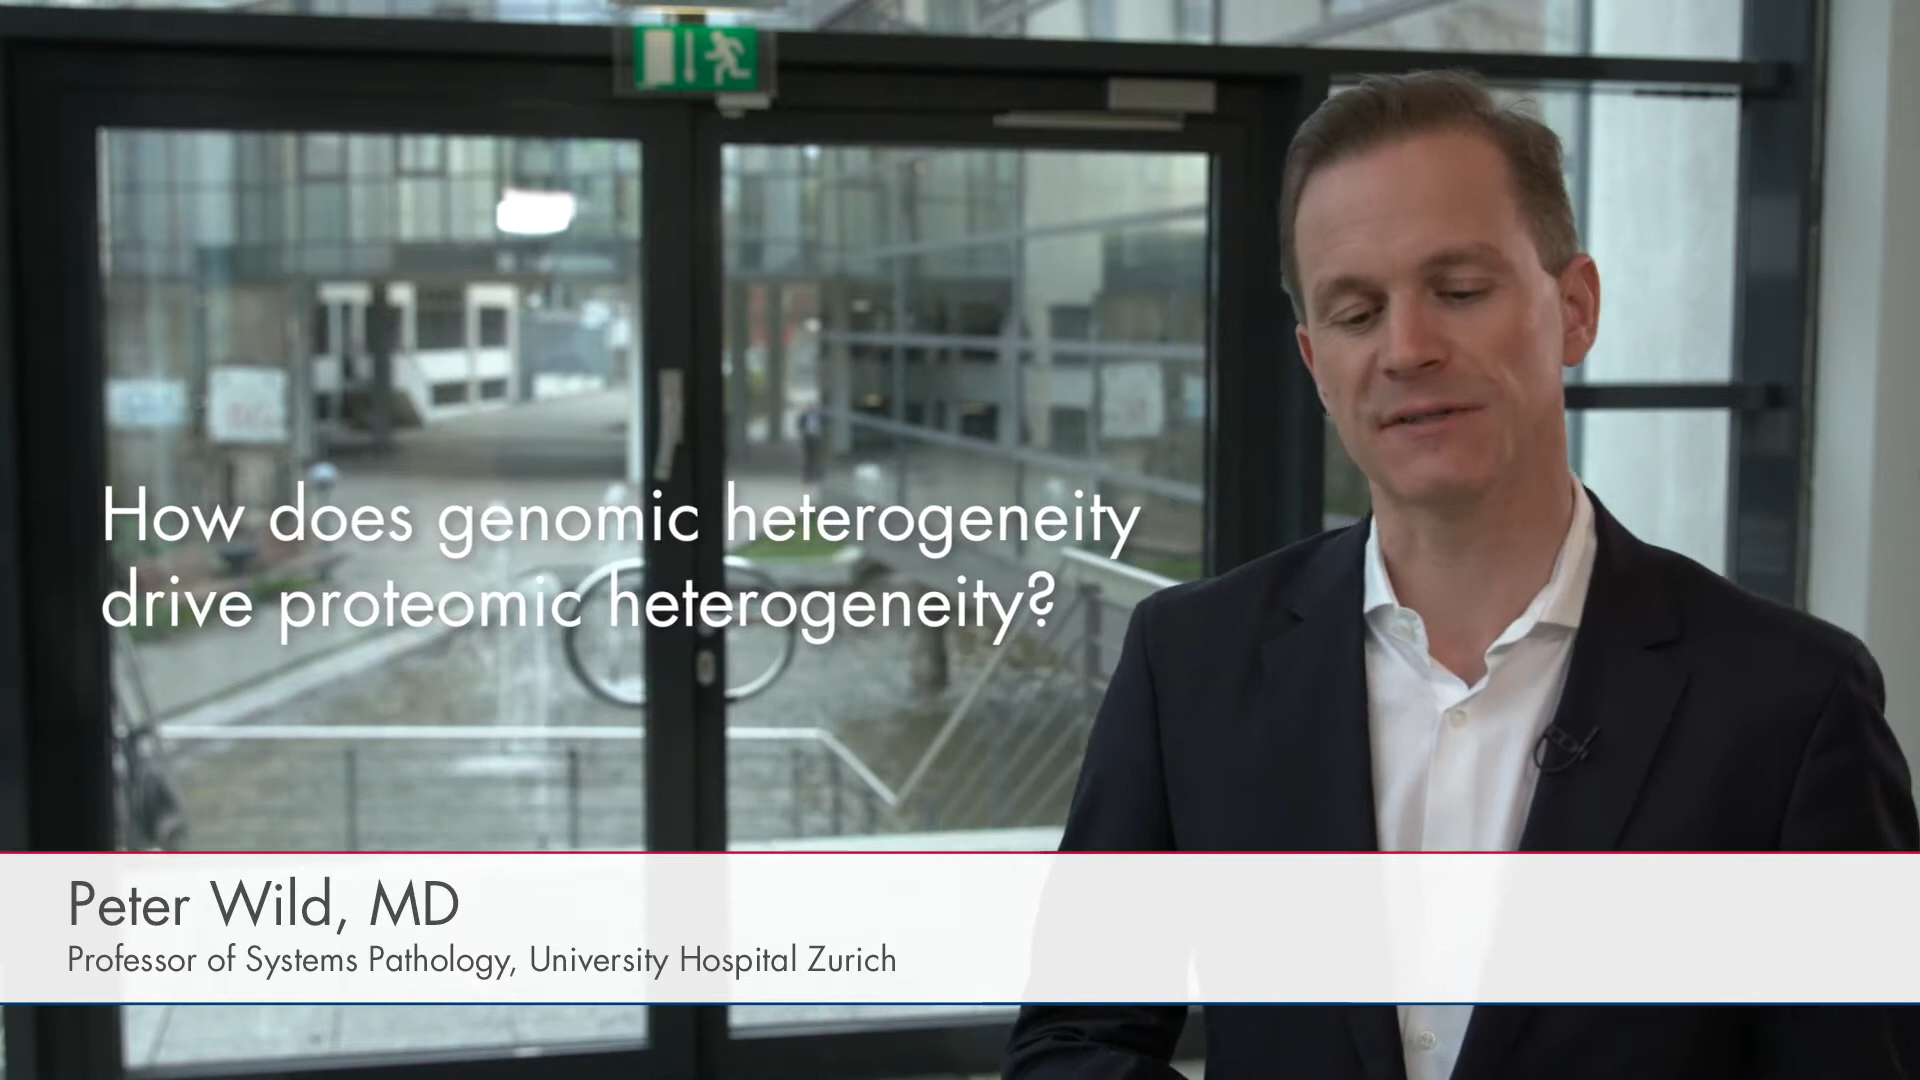 How does genomic heterogeneity
drive proteomic heterogeneity?
Peter Wild, MD
Professor of Systems Pathology, University Hospital Zurich